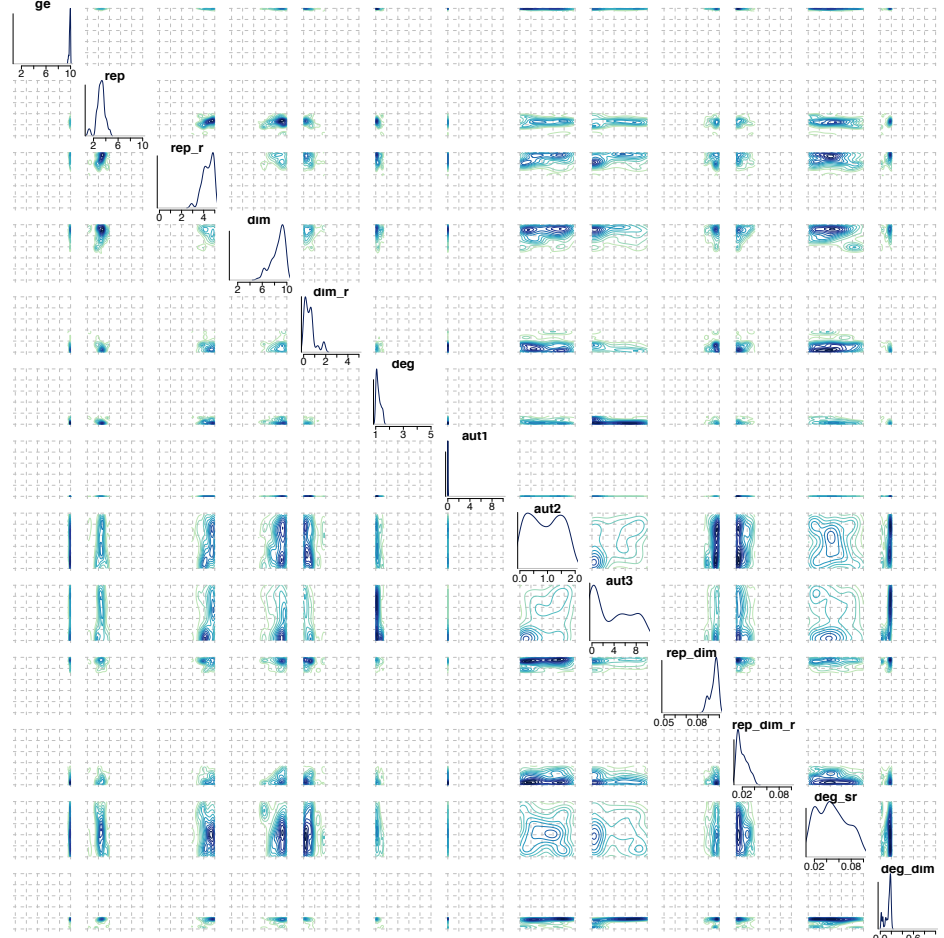 ge
2 6 10
rep
2 6 10
rep_r
0 2 4
dim
2 6 10
dim_r
0 2 4
deg
1 3 5
aut1
0 4 8
aut2
0.0 1.0 2.0
aut3
0 4 8
rep_dim
0.05 0.08
rep_dim_r
0.02 0.08
deg_sr
0.02 0.08
deg_dim